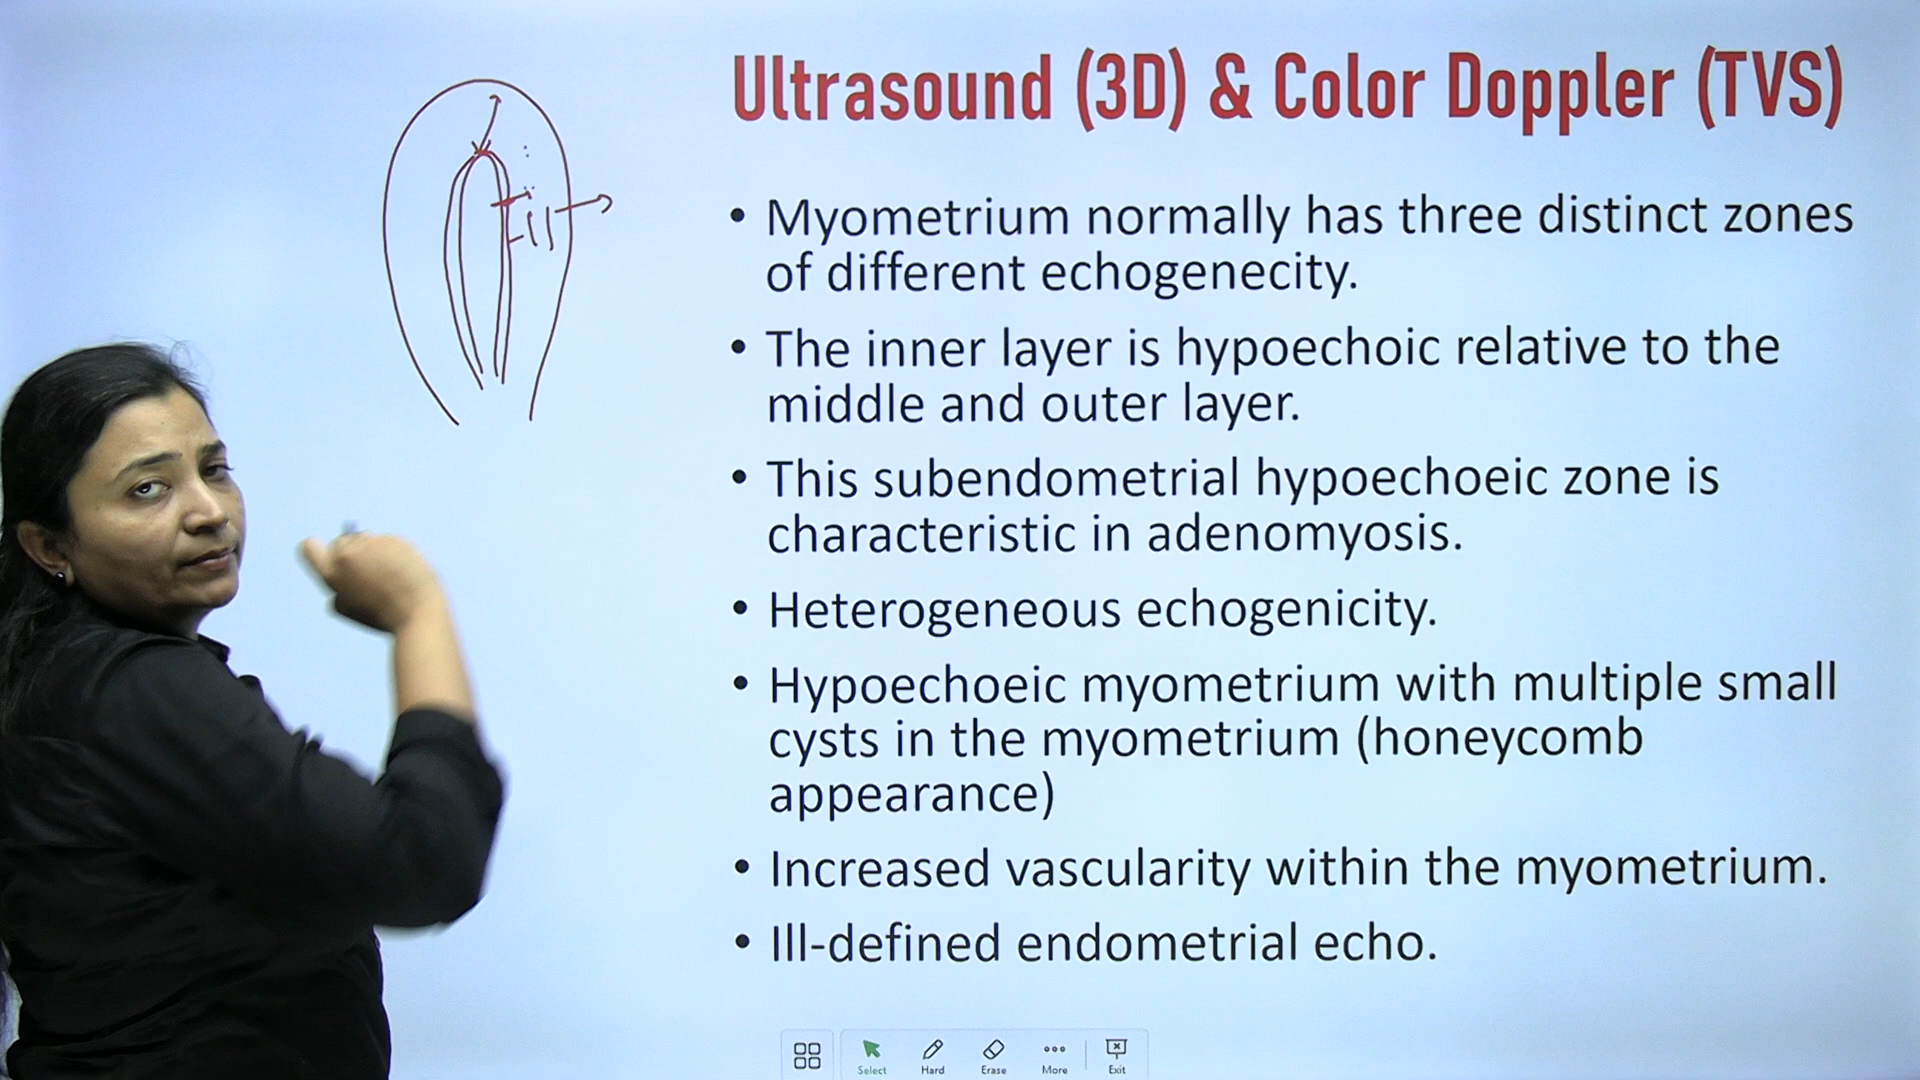 Ultrasound (3D) & Color Doppler (TVS)
• Myometrium normally has three distinct zones
of different echogenecity.
• The inner layer is hypoechoic relative to the
middle and outer layer.
• This subendometrial hypoechoeic zone is
characteristic in adenomyosis.
• Heterogeneous echogenicity.
• Hypoechoeic myometrium with multiple small
cysts in the myometrium (honeycomb
appearance)
• Increased vascularity within the myometrium.
• Ill-defined endometrial echo.
Select Hard Erase More Exit